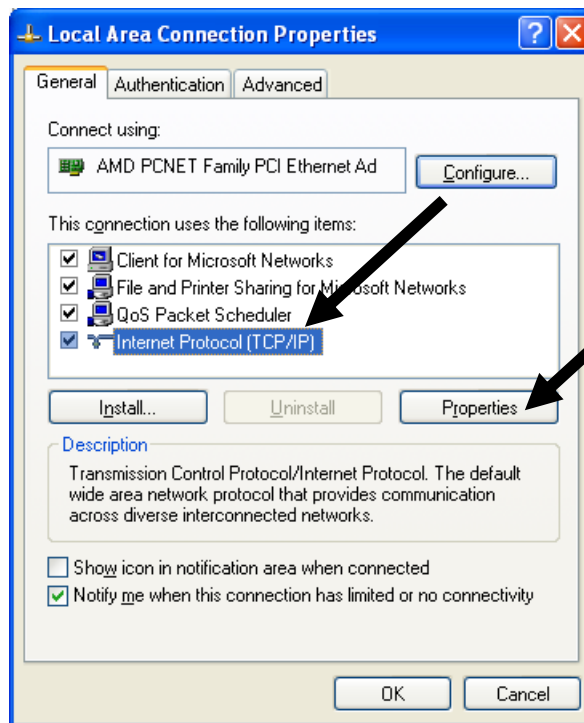 Local Area Connection Properties
General Authentication Advanced
Connect using:
AMD PCNET Family PCI Ethernet Ad
Configure...
This connection uses the following items:
Client for Microsoft Networks
File and Printer Sharing for Microsoft Networks
QoS Packet Scheduler
Internet Protocol (TCP/IP)
Install... Uninstall Properties
Description
Transmission Control Protocol/Internet Protocol. The default
wide area network protocol that provides communication
across diverse interconnected networks.
Show icon in notification area when connected
Notify me when this connection has limited or no connectivity
OK Cancel